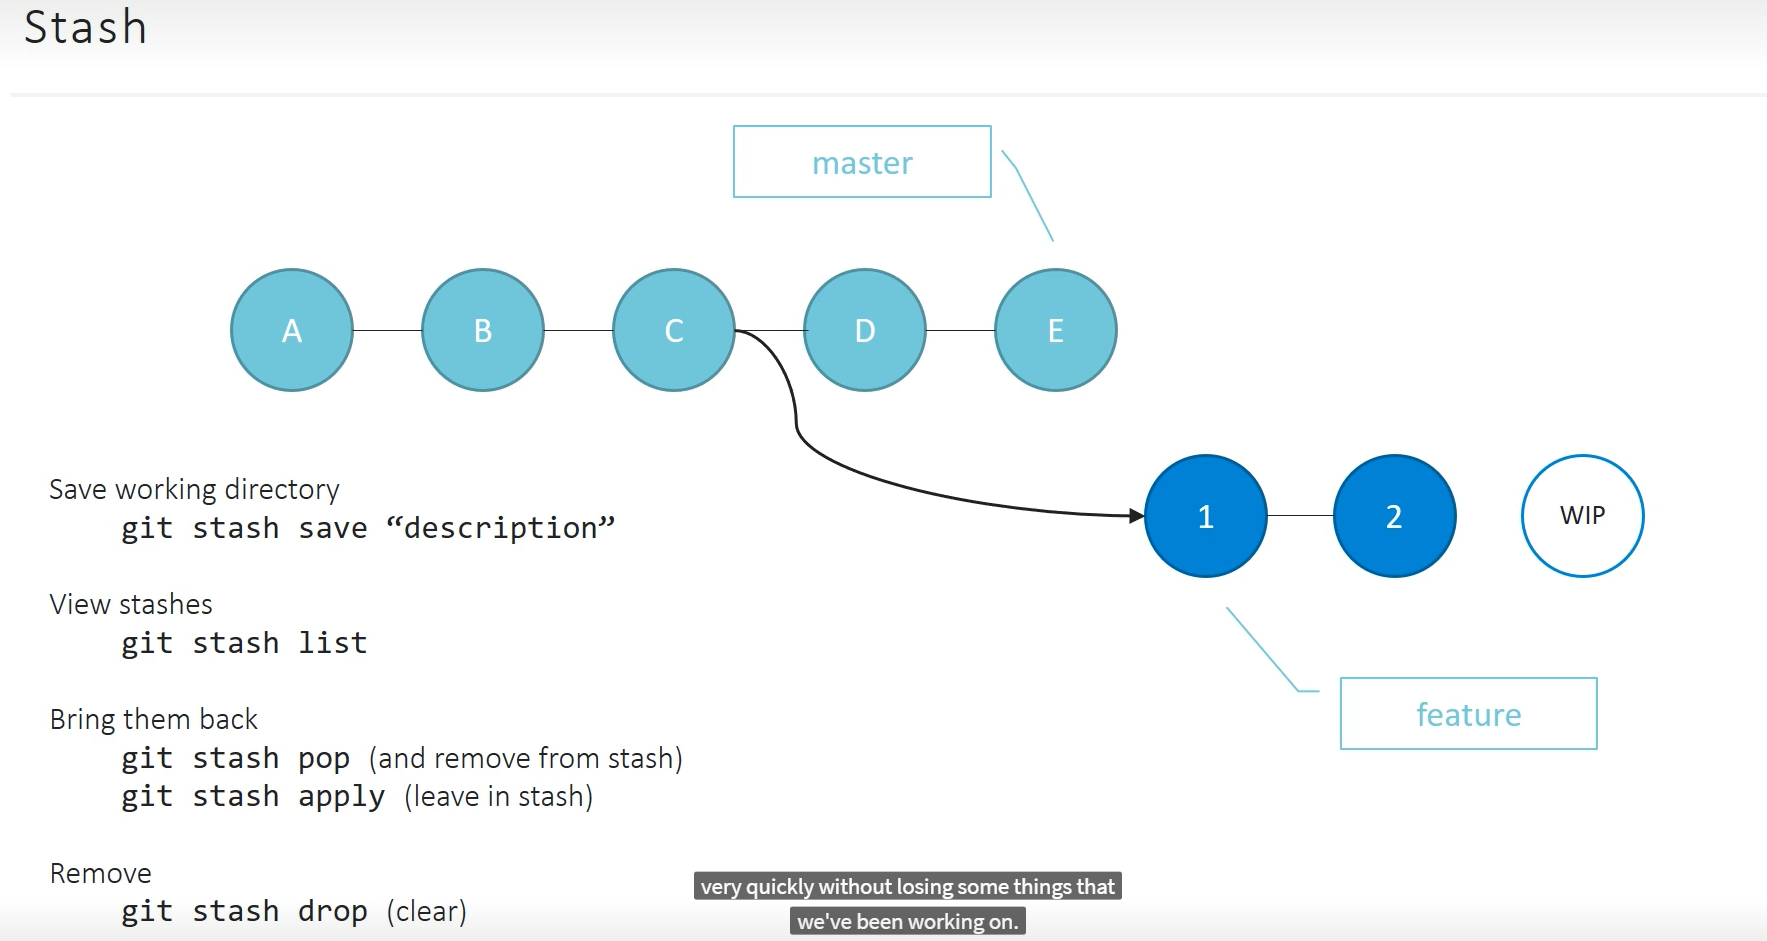 Stash
master
A B C D E
1 2 WIP
feature
Save working directory
git stash save “description”
View stashes
git stash list
Bring them back
git stash pop (and remove from stash)
git stash apply (leave in stash)
Remove
git stash drop (clear)
very quickly without losing some things that
we've been working on.